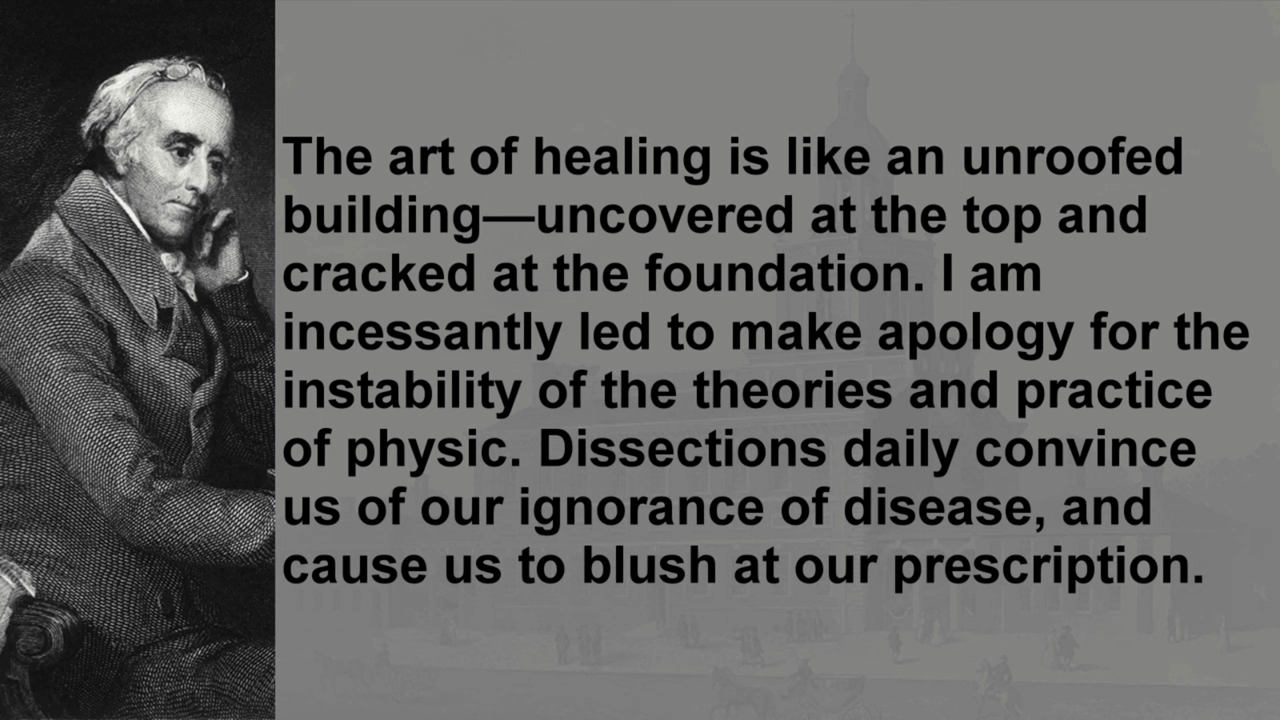 The art of healing is like an unroofed
building—uncovered at the top and
cracked at the foundation. I am
incessantly led to make apology for the
instability of the theories and practice
of physic. Dissections daily convince
us of our ignorance of disease, and
cause us to blush at our prescription.